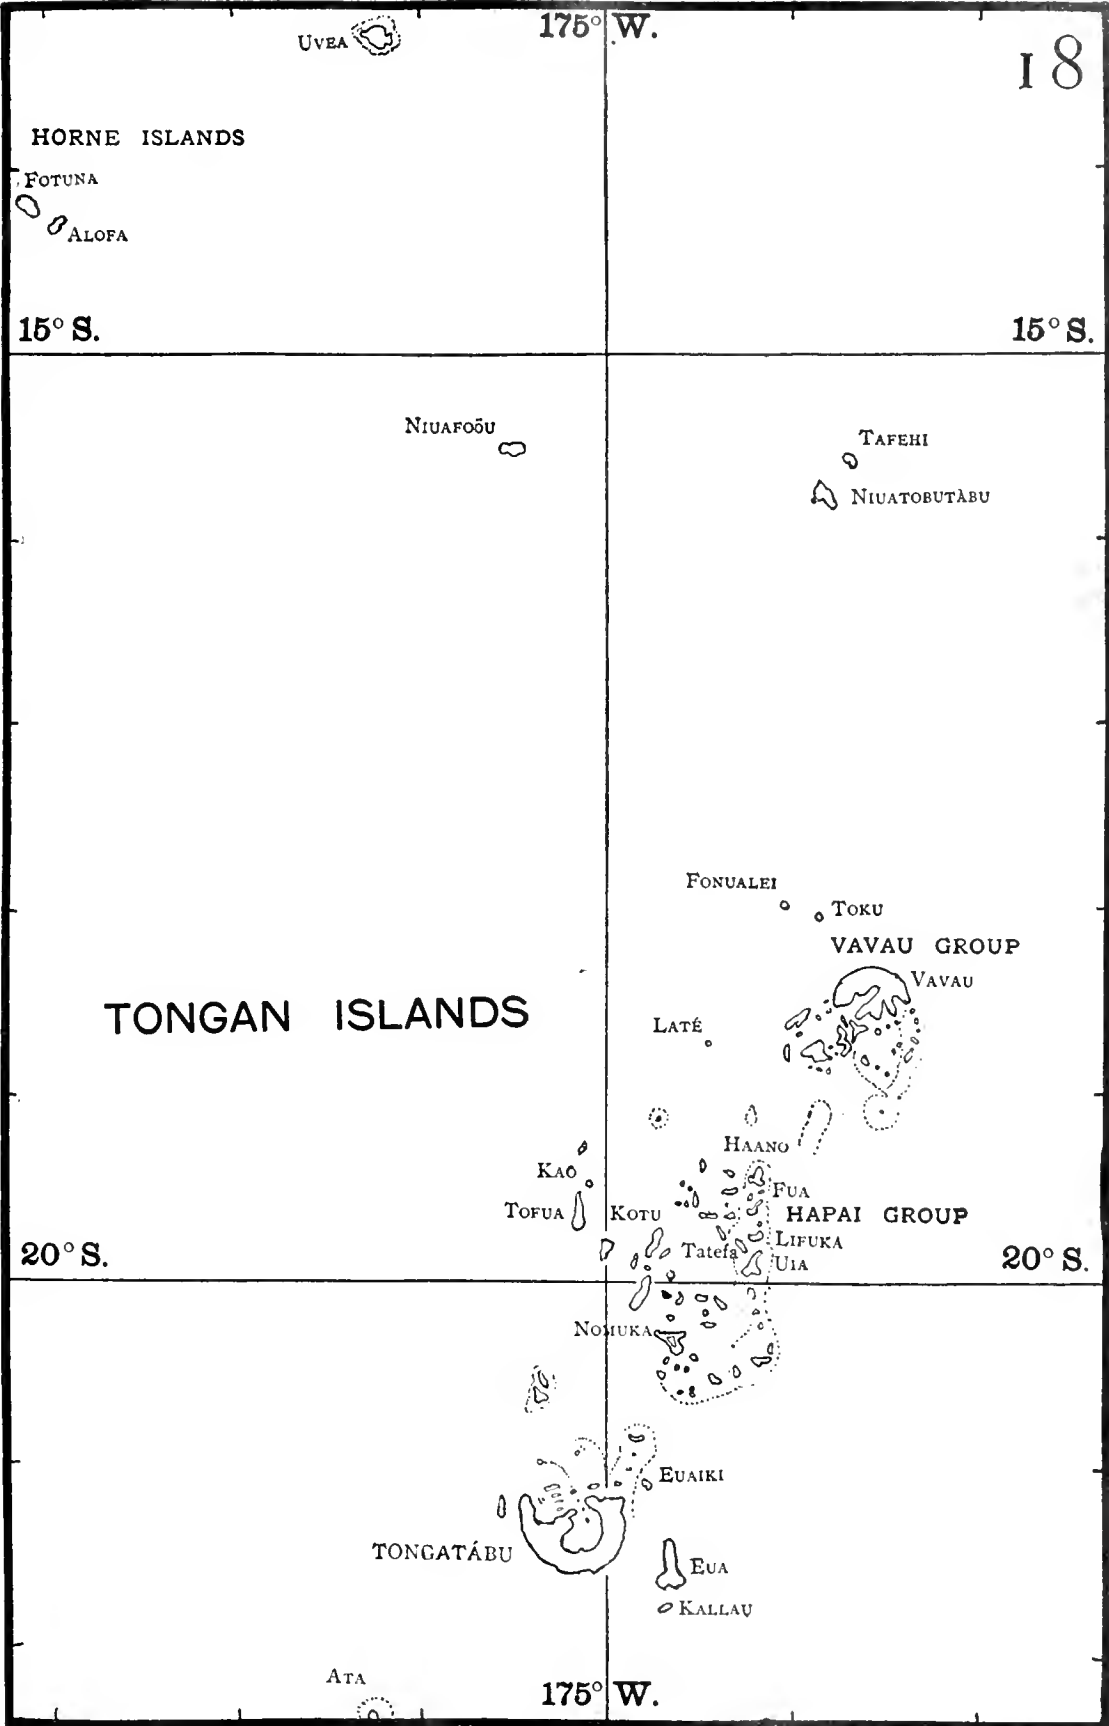 175° W.
UVEA
18
HORNE ISLANDS
FOTUNA
ALOFA
15° S.
15° S.
NIUAFOŏU
TAFEHI
NIUATOBUTÀBU
FONUALEI
TOKU
VAVAU GROUP
VAVAU
TONGAN ISLANDS
LATÉ
HAANO
KAO
FUA
TOFUA
KOTU
HAPAI GROUP
LIFUKA
Tatefa
UIA
20° S.
20° S.
NOMUKA
EUAIKI
TONGATÁBU
EUA
KALLAU
ATA
175° W.